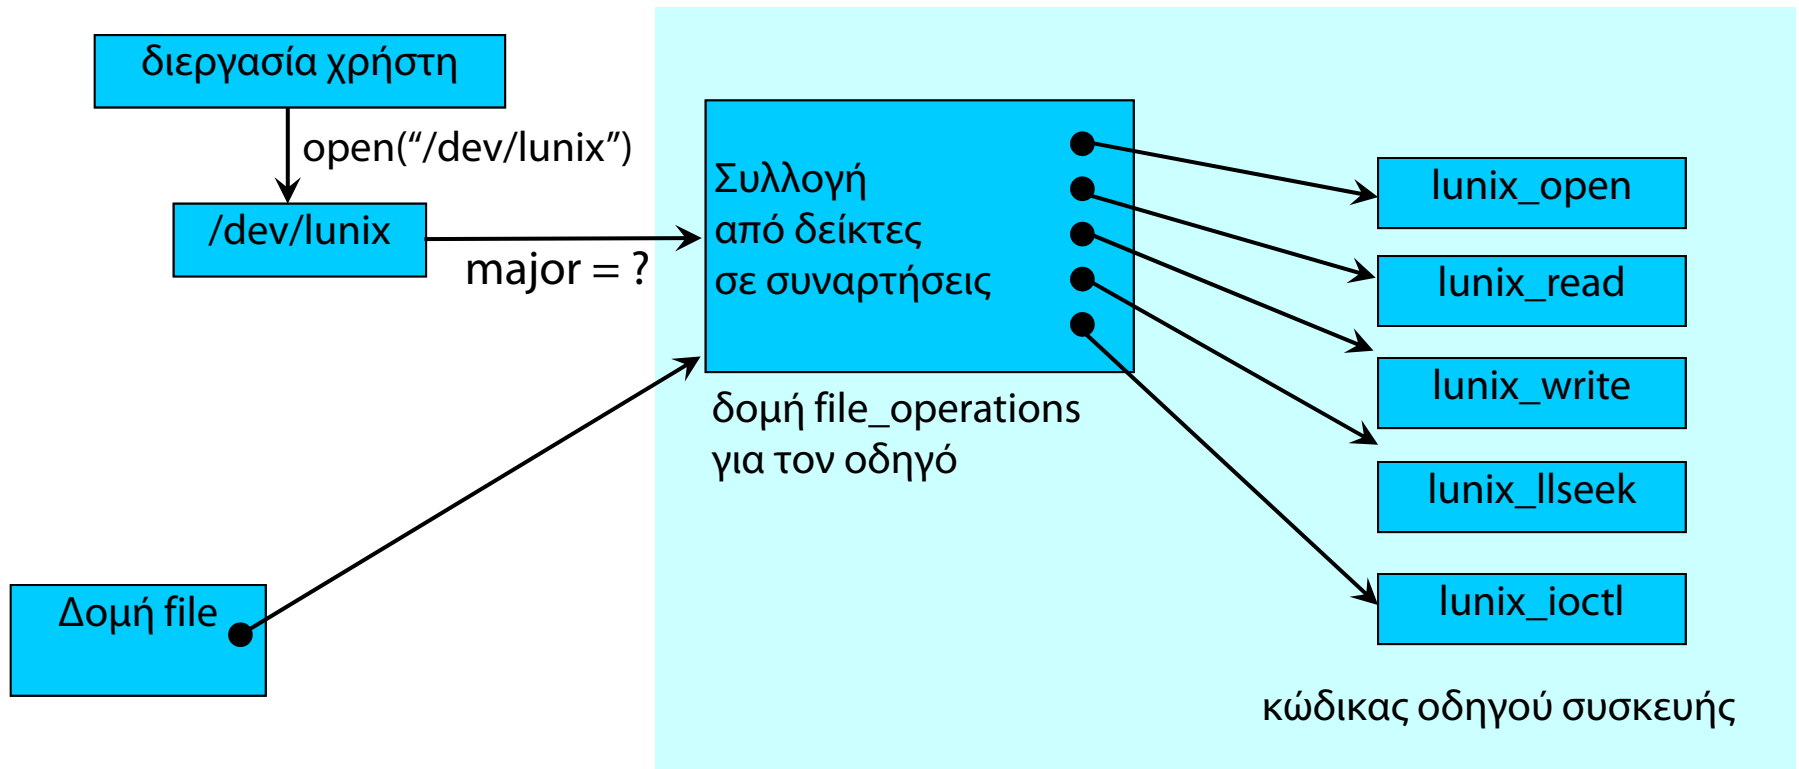 διεργασία χρήστη
open(“/dev/lunix”)
/dev/lunix
major = ?
Συλλογή
από δείκτες
σε συναρτήσεις
δομή file_operations
για τον οδηγό
Δομή file
lunix_open
lunix_read
lunix_write
lunix_llseek
lunix_ioctl
κώδικας οδηγού συσκευής